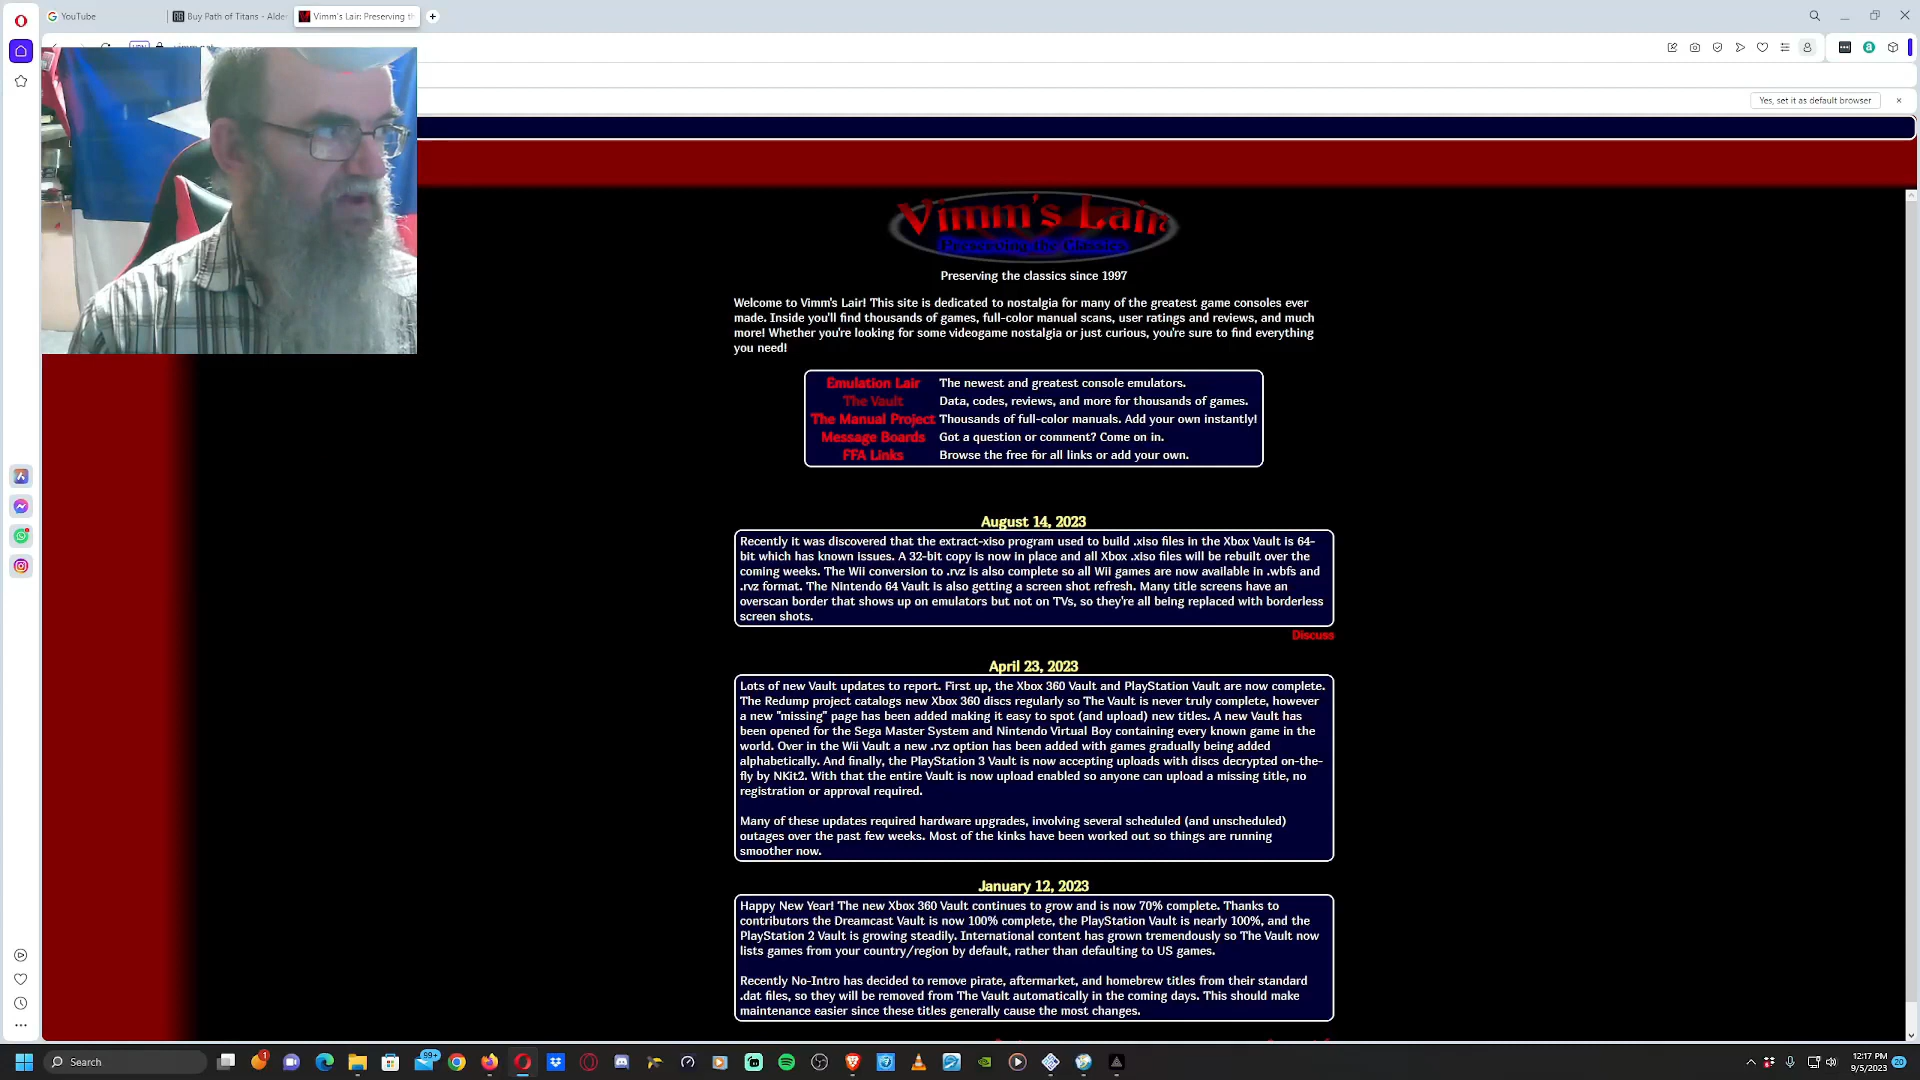 YouTube
Buy Path of Titans - Alder
Vimm's Lair: Preserving th
Yes, set it as default browser
Vimm's Lair
Preserving the Classics
Preserving the classics since 1997
Welcome to Vimm's Lair! This site is dedicated to nostalgia for many of the greatest game consoles ever
made. Inside you'll find thousands of games, full-color manual scans, user ratings and reviews, and much
more! Whether you're looking for some videogame nostalgia or just curious, you're sure to find everything
you need!
Emulation Lair The newest and greatest console emulators.
The Vault Data, codes, reviews, and more for thousands of games.
The Manual Project Thousands of full-color manuals. Add your own instantly!
Message Boards Got a question or comment? Come on in.
FFA Links Browse the free for all links or add your own.
August 14, 2023
Recently it was discovered that the extract-xiso program used to build .xiso files in the Xbox Vault is 64-
bit which has known issues. A 32-bit copy is now in place and all Xbox .xiso files will be rebuilt over the
coming weeks. The Wii conversion to .rvz is also complete so all Wii games are now available in .wbfs and
.rvz format. The Nintendo 64 Vault is also getting a screen shot refresh. Many title screens have an
overscan border that shows up on emulators but not on TVs, so they're all being replaced with borderless
screen shots.
Discuss
April 23, 2023
Lots of new Vault updates to report. First up, the Xbox 360 Vault and PlayStation Vault are now complete.
The Redump project catalogs new Xbox 360 discs regularly so The Vault is never truly complete, however
a new "missing" page has been added making it easy to spot (and upload) new titles. A new Vault has
been opened for the Sega Master System and Nintendo Virtual Boy containing every known game in the
world. Over in the Wii Vault a new .rvz option has been added with games gradually being added
alphabetically. And finally, the PlayStation 3 Vault is now accepting uploads with discs decrypted on-the-
fly by NKit2. With that the entire Vault is now upload enabled so anyone can upload a missing title, no
registration or approval required.
Many of these updates required hardware upgrades, involving several scheduled (and unscheduled)
outages over the past few weeks. Most of the kinks have been worked out so things are running
smoother now.
January 12, 2023
Happy New Year! The new Xbox 360 Vault continues to grow and is now 70% complete. Thanks to
contributors the Dreamcast Vault is now 100% complete, the PlayStation Vault is nearly 100%, and the
PlayStation 2 Vault is growing steadily. International content has grown tremendously so The Vault now
lists games from your country/region by default, rather than defaulting to US games.
Recently No-Intro has decided to remove pirate, aftermarket, and homebrew titles from their standard
.dat files, so they will be removed from The Vault automatically in the coming days. This should make
maintenance easier since these titles generally cause the most changes.
Search
1
99+
12:17 PM
9/5/2023
20